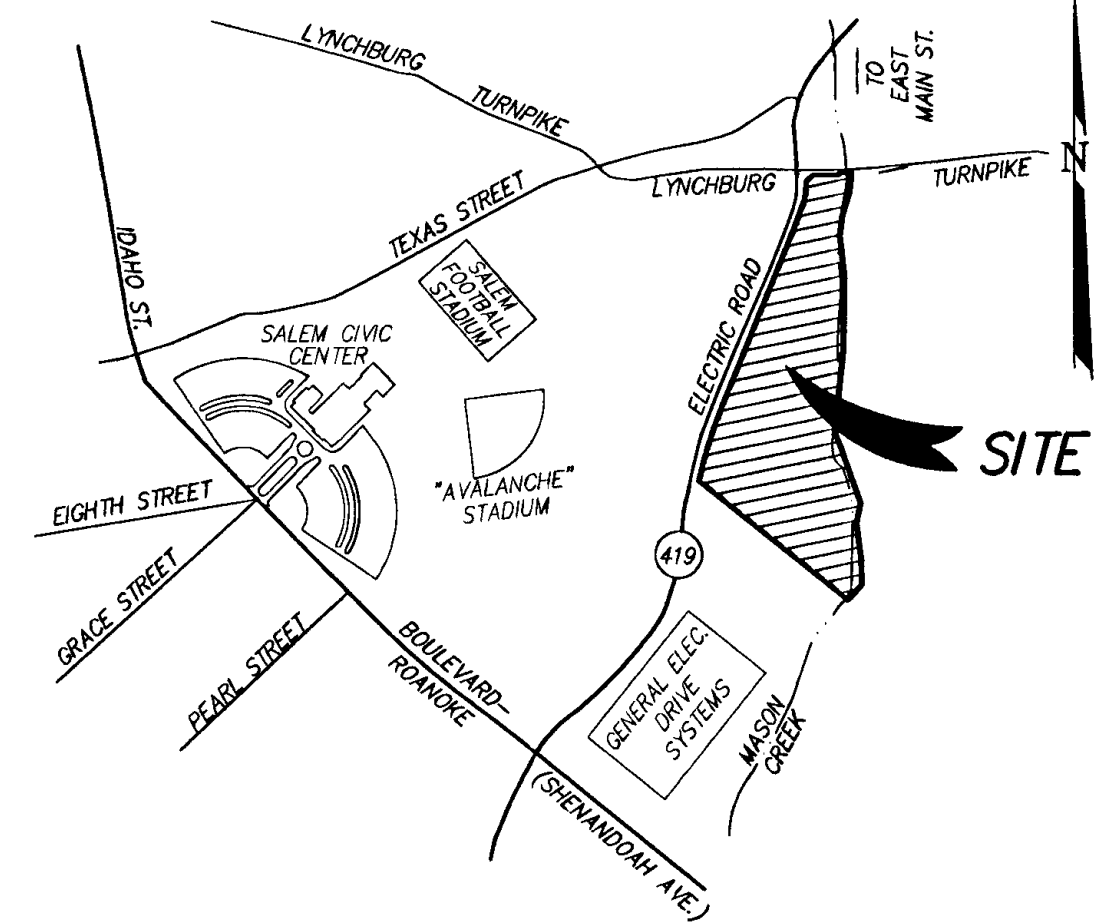 LYNCHBURG
TURNPIKE
TO
EAST
MAIN ST.
N
LYNCHBURG
TURNPIKE
TEXAS STREET
IDAHO ST.
SALEM
FOOTBALL
STADIUM
ELECTRIC ROAD
SALEM CIVIC
CENTER
SITE
"AVALANCHE"
STADIUM
EIGHTH STREET
419
GRACE STREET
PEARL STREET
BOULEVARD—
ROANOKE
GENERAL ELEC.
DRIVE
SYSTEMS
MASON
CREEK
(SHENANDOAH AVE.)